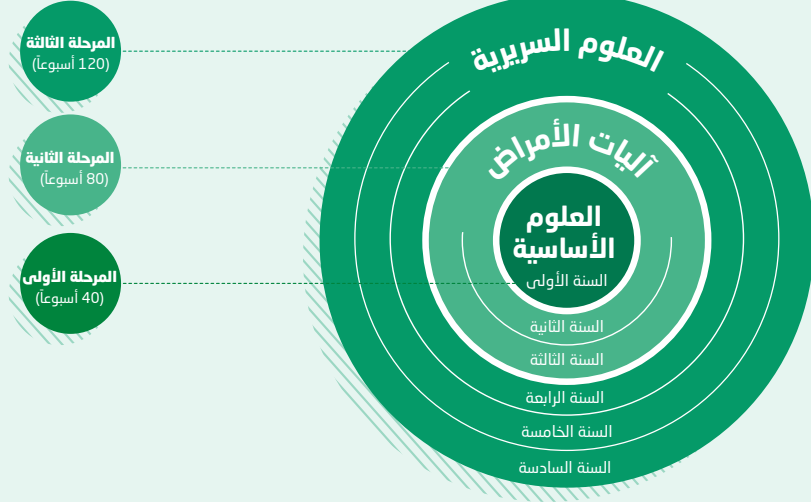 المرحلة الثالثة
(120 أسبوعاً)
المرحلة الثانية
(80 أسبوعاً)
المرحلة الأولى
(40 أسبوعاً)
العلوم السريرية
آليات الأمراض
العلوم
الأساسية
السنة الأولى
السنة الثانية
السنة الثالثة
السنة الرابعة
السنة الخامسة
السنة السادسة